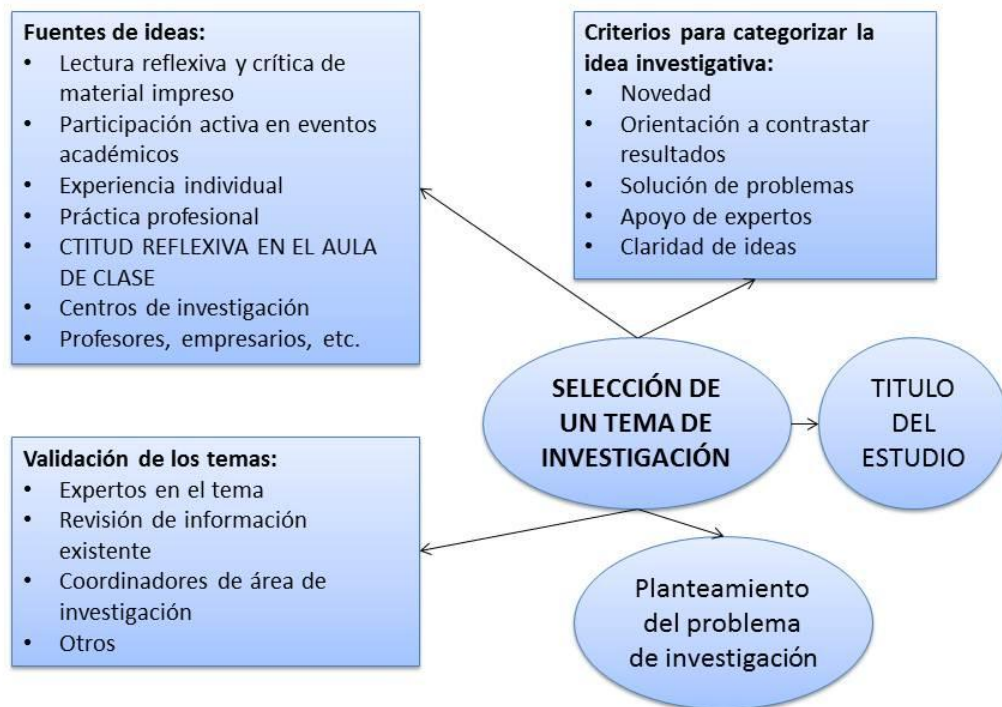 Fuentes de ideas:
• Lectura reflexiva y crítica de
material impreso
• Participación activa en eventos
académicos
• Experiencia individual
• Práctica profesional
• CTITUD REFLEXIVA EN EL AULA
DE CLASE
• Centros de investigación
• Profesores, empresarios, etc.
Criterios para categorizar la
idea investigativa:
• Novedad
• Orientación a contrastar
resultados
• Solución de problemas
• Apoyo de expertos
• Claridad de ideas
SELECCIÓN DE
UN TEMA DE
INVESTIGACIÓN
TITULO
DEL
ESTUDIO
Validación de los temas:
• Expertos en el tema
• Revisión de información
existente
• Coordinadores de área de
investigación
• Otros
Planteamiento
del problema
de investigación